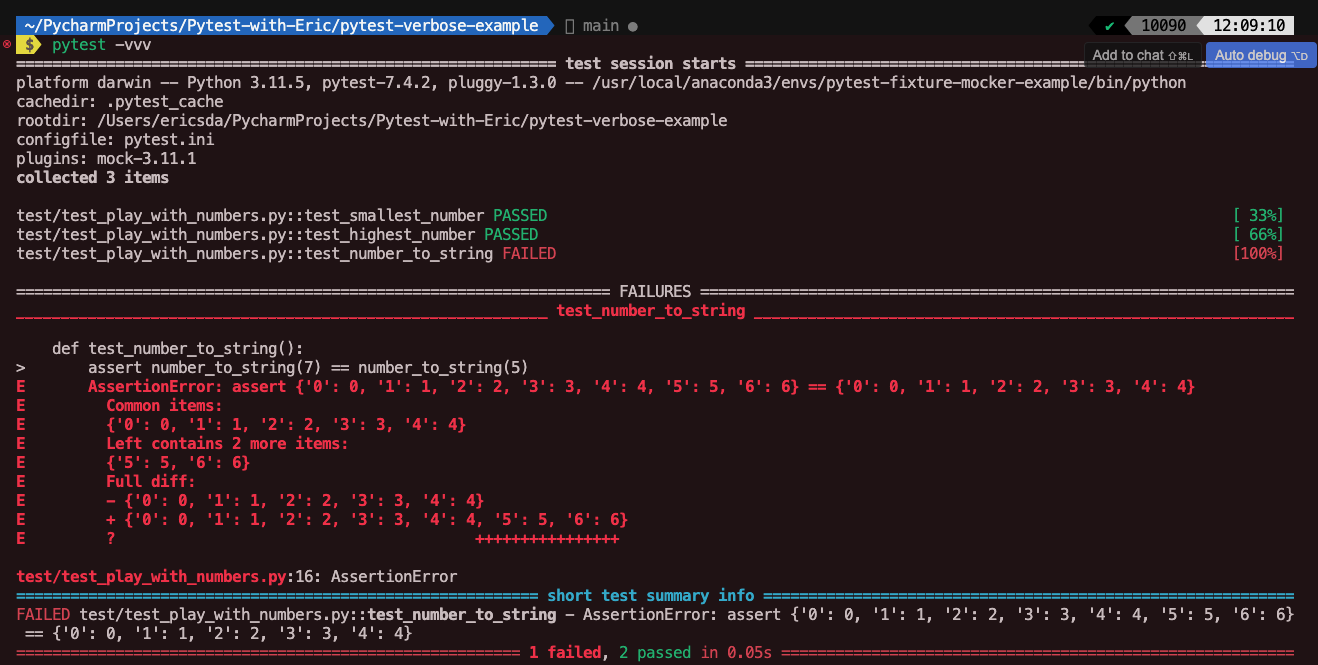 ~/PycharmProjects/Pytest-with-Eric/pytest-verbose-example main ● ✔ 10090 12:09:10
$ pytest -vvv
Add to chat ⇧⌘L Auto debug ⌥D
============================================================ test session starts =============================================================
platform darwin -- Python 3.11.5, pytest-7.4.2, pluggy-1.3.0 -- /usr/local/anaconda3/envs/pytest-fixture-mocker-example/bin/python
cachedir: .pytest_cache
rootdir: /Users/ericsda/PycharmProjects/Pytest-with-Eric/pytest-verbose-example
configfile: pytest.ini
plugins: mock-3.11.1
collected 3 items
test/test_play_with_numbers.py::test_smallest_number PASSED [ 33%]
test/test_play_with_numbers.py::test_highest_number PASSED [ 66%]
test/test_play_with_numbers.py::test_number_to_string FAILED [100%]
================================================================== FAILURES ==================================================================
___________________________________________________________ test_number_to_string ____________________________________________________________
    def test_number_to_string():
>       assert number_to_string(7) == number_to_string(5)
E       AssertionError: assert {'0': 0, '1': 1, '2': 2, '3': 3, '4': 4, '5': 5, '6': 6} == {'0': 0, '1': 1, '2': 2, '3': 3, '4': 4}
E         Common items:
E         {'0': 0, '1': 1, '2': 2, '3': 3, '4': 4}
E         Left contains 2 more items:
E         {'5': 5, '6': 6}
E         Full diff:
E         - {'0': 0, '1': 1, '2': 2, '3': 3, '4': 4}
E         + {'0': 0, '1': 1, '2': 2, '3': 3, '4': 4, '5': 5, '6': 6}
E         ?                                        ++++++++++++++++
test/test_play_with_numbers.py:16: AssertionError
========================================================== short test summary info ===========================================================
FAILED test/test_play_with_numbers.py::test_number_to_string - AssertionError: assert {'0': 0, '1': 1, '2': 2, '3': 3, '4': 4, '5': 5, '6': 6}
 == {'0': 0, '1': 1, '2': 2, '3': 3, '4': 4}
======================================================== 1 failed, 2 passed in 0.05s =========================================================